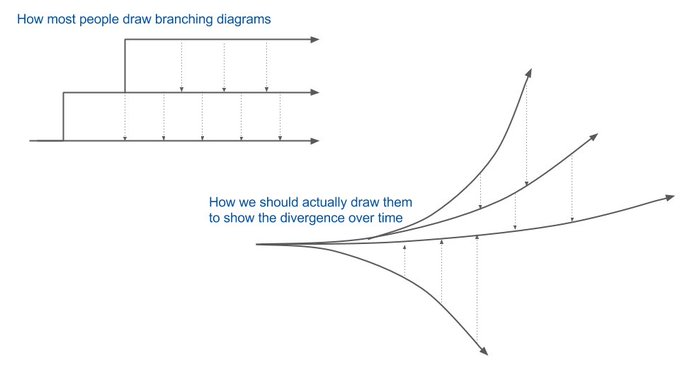 How most people draw branching diagrams
How we should actually draw them
to show the divergence over time